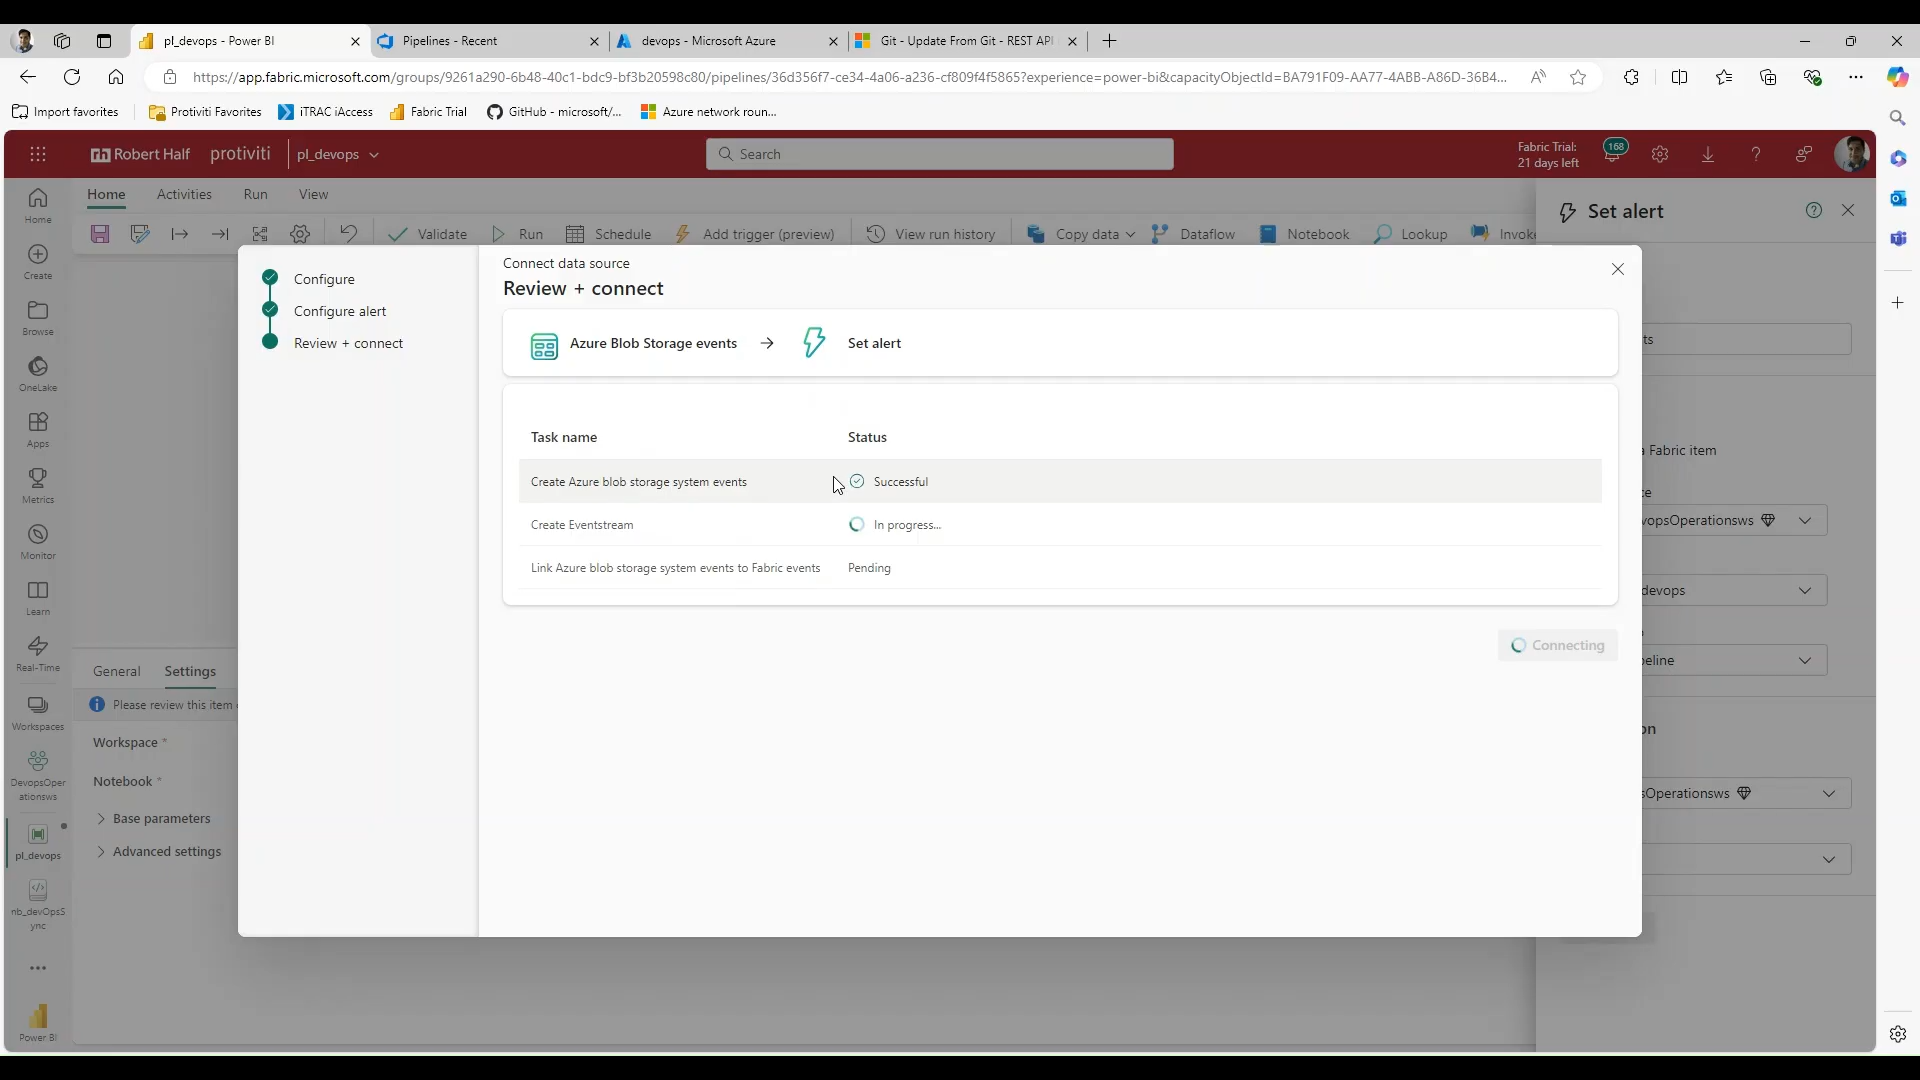 pl_devops - Power BI
Pipelines - Recent
devops - Microsoft Azure
Git - Update From Git - REST API
https://app.fabric.microsoft.com/groups/9261a290-6b48-40c1-bdc9-bf3b20598c80/pipelines/36d356f7-ce34-4a06-a236-cf809f4f5865?experience=power-bi&capacityObjectId=BA791F09-AA77-4ABB-A86D-36B4...
Import favorites
Protiviti Favorites
iTRAC iAccess
Fabric Trial
GitHub - microsoft/...
Azure network roun...
rh Robert Half
protiviti
pl_devops
Search
Fabric Trial:
21 days left
168
Home
Activities
Run
View
Validate
Run
Schedule
Add trigger (preview)
View run history
Copy data
Dataflow
Notebook
Lookup
Invoke
Set alert
Home
Create
Browse
OneLake
Apps
Metrics
Monitor
Learn
Real-Time
Workspaces
DevopsOper
ationsws
pl_devops
nb_devOpsS
ync
Power BI
General
Settings
Please review this item
Workspace *
Notebook *
Base parameters
Advanced settings
Configure
Configure alert
Review + connect
Connect data source
Review + connect
Azure Blob Storage events
Set alert
Task name
Status
Create Azure blob storage system events
Successful
Create Eventstream
In progress...
Link Azure blob storage system events to Fabric events
Pending
Connecting
ts
a Fabric item
ce
vopsOperationsws
devops
eline
on
sOperationsws